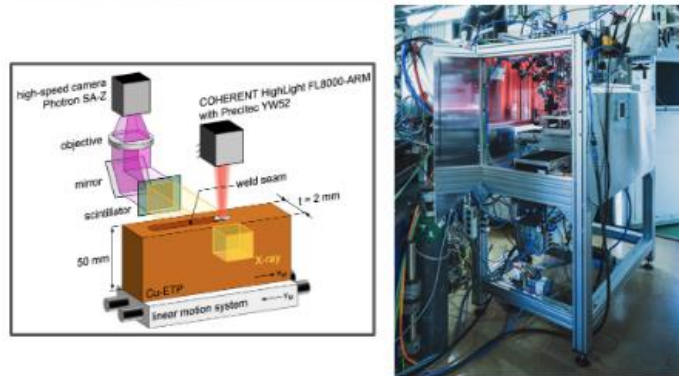 high-speed camera
Photron SA-Z
COHERENT HighLight FL8000-ARM
with Precitec YW52
objective
mirror
weld seam
scintillator
t = 2 mm
50 mm
X-ray
Cu-ETP
linear motion system